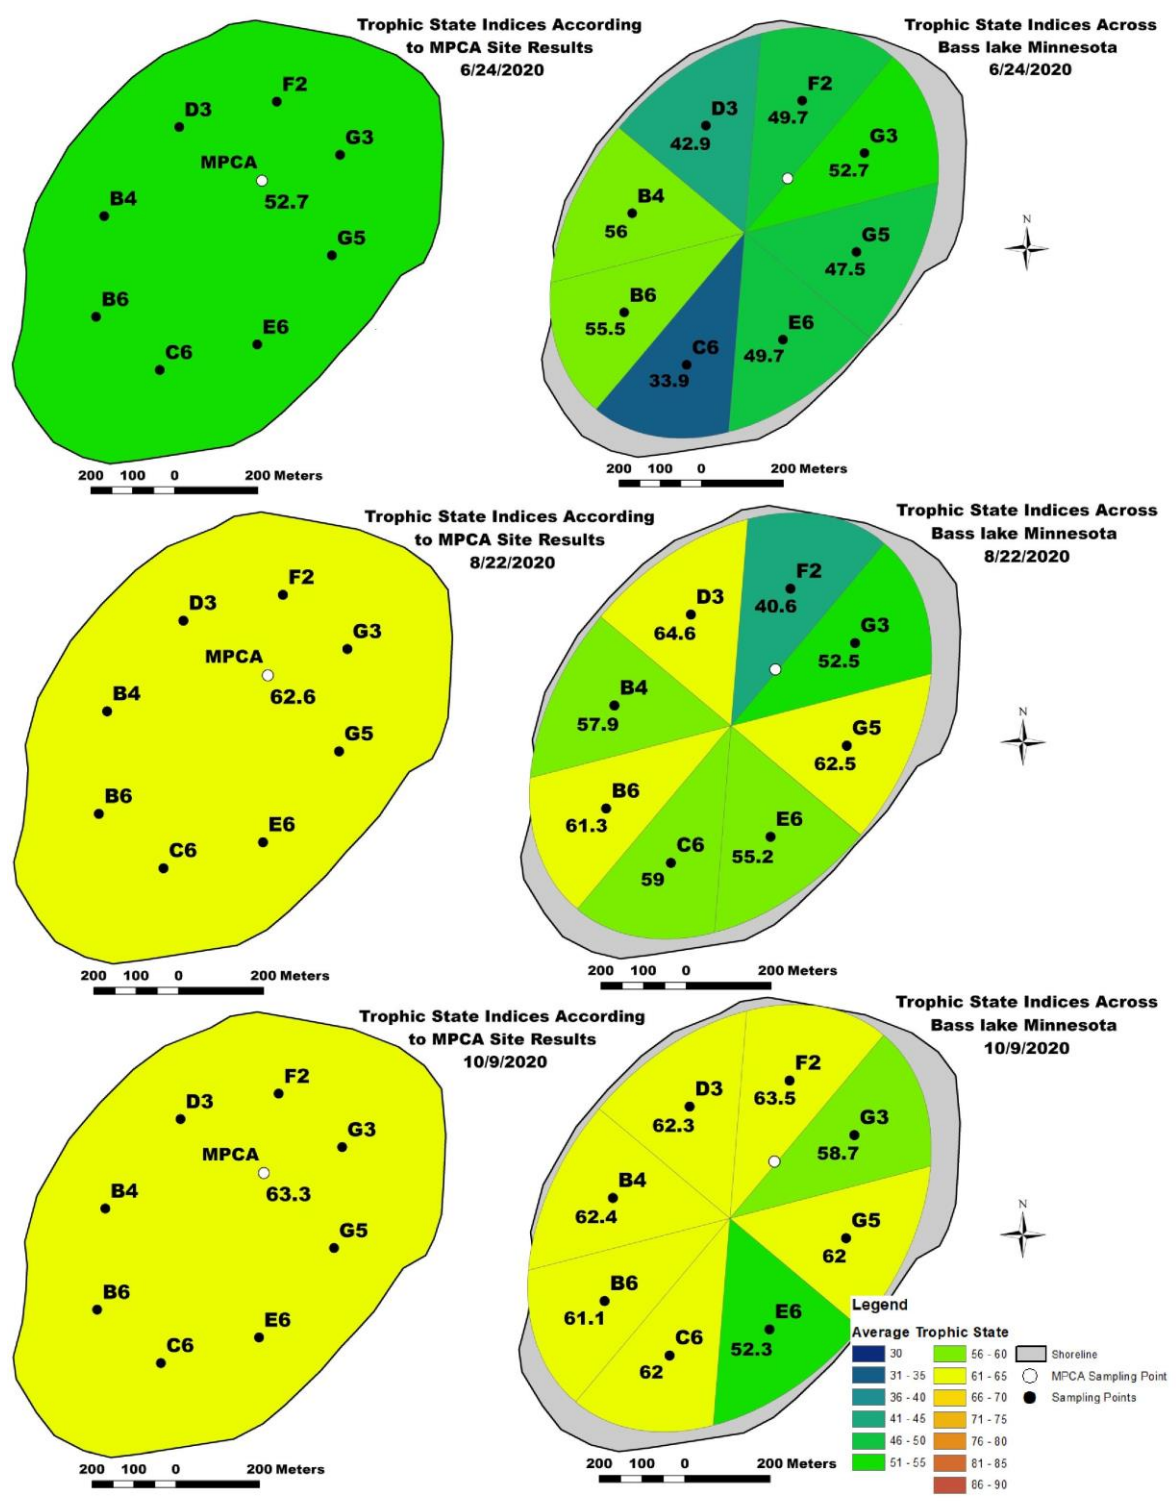 Trophic State Indices According
to MPCA Site Results
6/24/2020
F2
D3
G3
MPCA
52.7
B4
G5
B6
E6
C6
200 100 0 200 Meters
Trophic State Indices Across
Bass lake Minnesota
6/24/2020
F2
49.7
D3
42.9
G3
52.7
B4
56
G5
47.5
B6
55.5
E6
49.7
C6
33.9
N
200 100 0 200 Meters
Trophic State Indices According
to MPCA Site Results
8/22/2020
F2
D3
G3
MPCA
62.6
B4
G5
B6
E6
C6
200 100 0 200 Meters
Trophic State Indices Across
Bass lake Minnesota
8/22/2020
F2
40.6
D3
64.6
G3
52.5
B4
57.9
G5
62.5
B6
61.3
E6
55.2
C6
59
N
200 100 0 200 Meters
Trophic State Indices According
to MPCA Site Results
10/9/2020
F2
D3
G3
MPCA
63.3
B4
G5
B6
E6
C6
200 100 0 200 Meters
Trophic State Indices Across
Bass lake Minnesota
10/9/2020
F2
63.5
D3
62.3
G3
58.7
B4
62.4
G5
62
B6
61.1
E6
52.3
C6
62
N
200 100 0 200 Meters
Legend
Average Trophic State
30
31 - 35
36 - 40
41 - 45
46 - 50
51 - 55
56 - 60
61 - 65
66 - 70
71 - 75
76 - 80
81 - 85
86 - 90
Shoreline
MPCA Sampling Point
Sampling Points